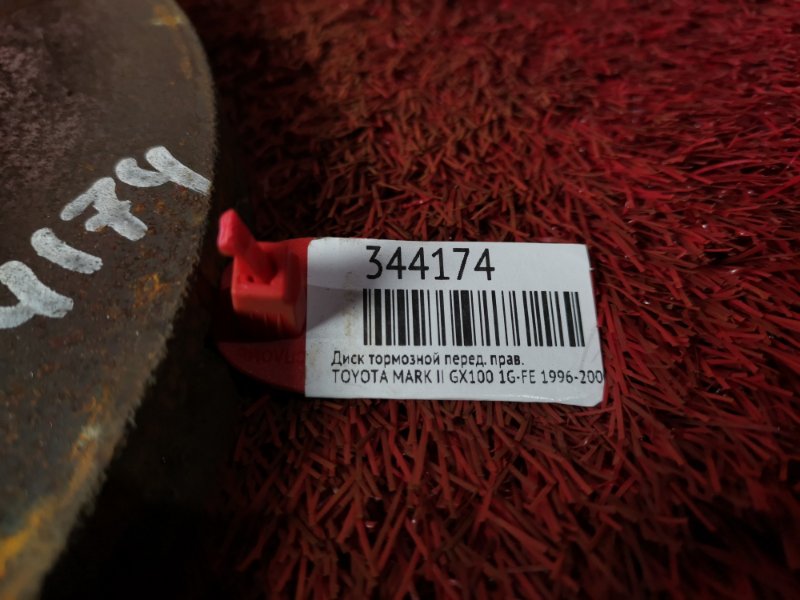 4174
344174
Диск тормозной перед. прав.
TOYOTA MARK II GX100 1G-FE 1996-200